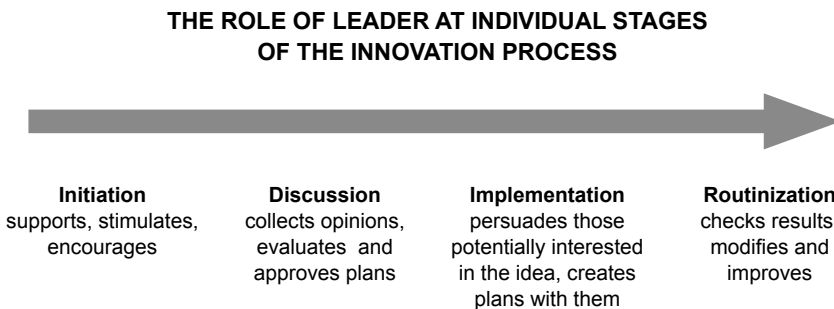 THE ROLE OF LEADER AT INDIVIDUAL STAGES
OF THE INNOVATION PROCESS
Initiation
supports, stimulates,
encourages
Discussion
collects opinions,
evaluates and
approves plans
Implementation
persuades those
potentially interested
in the idea, creates
plans with them
Routinization
checks results
modifies and
improves